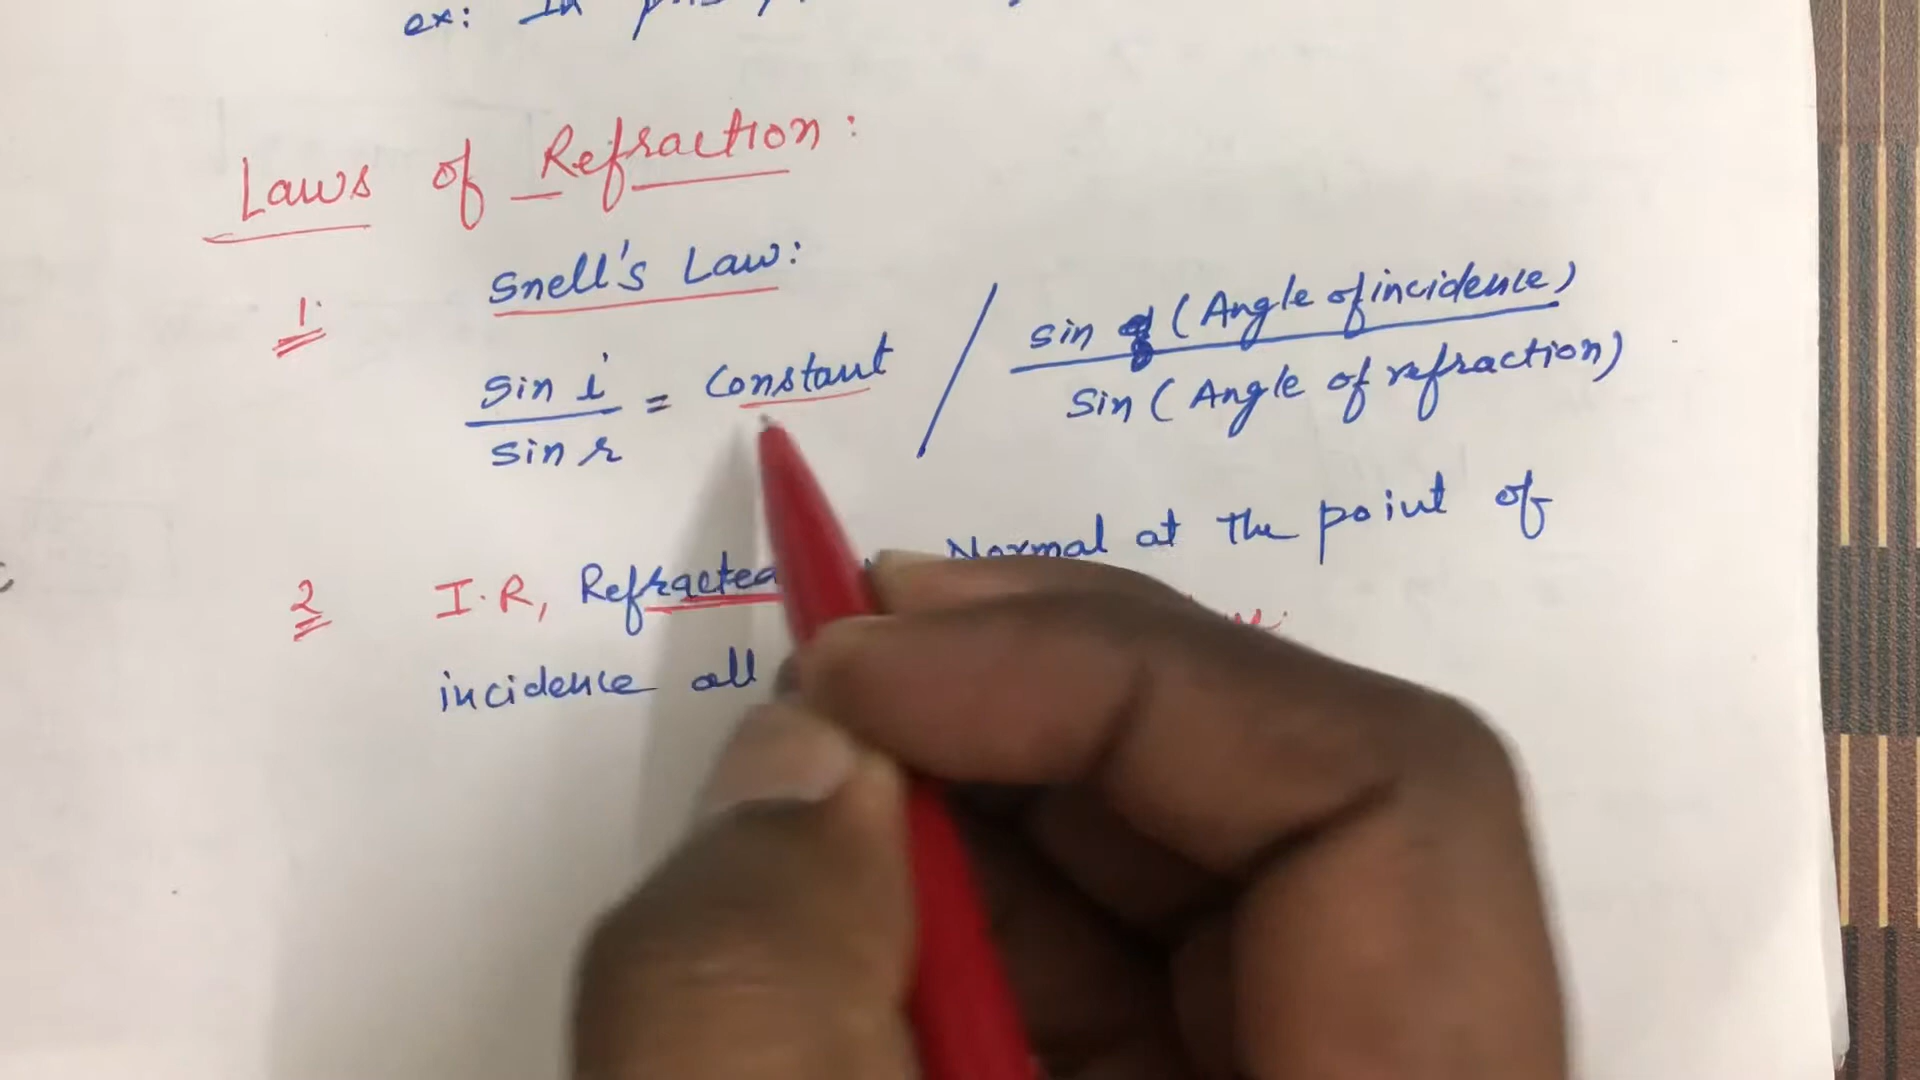 ex: In
Laws of Refraction:
1. Snell's Law:
sin i / sin r = Constant / sin (Angle of incidence) / Sin (Angle of refraction)
2 I.R, Refracted Normal at the point of
incidence all